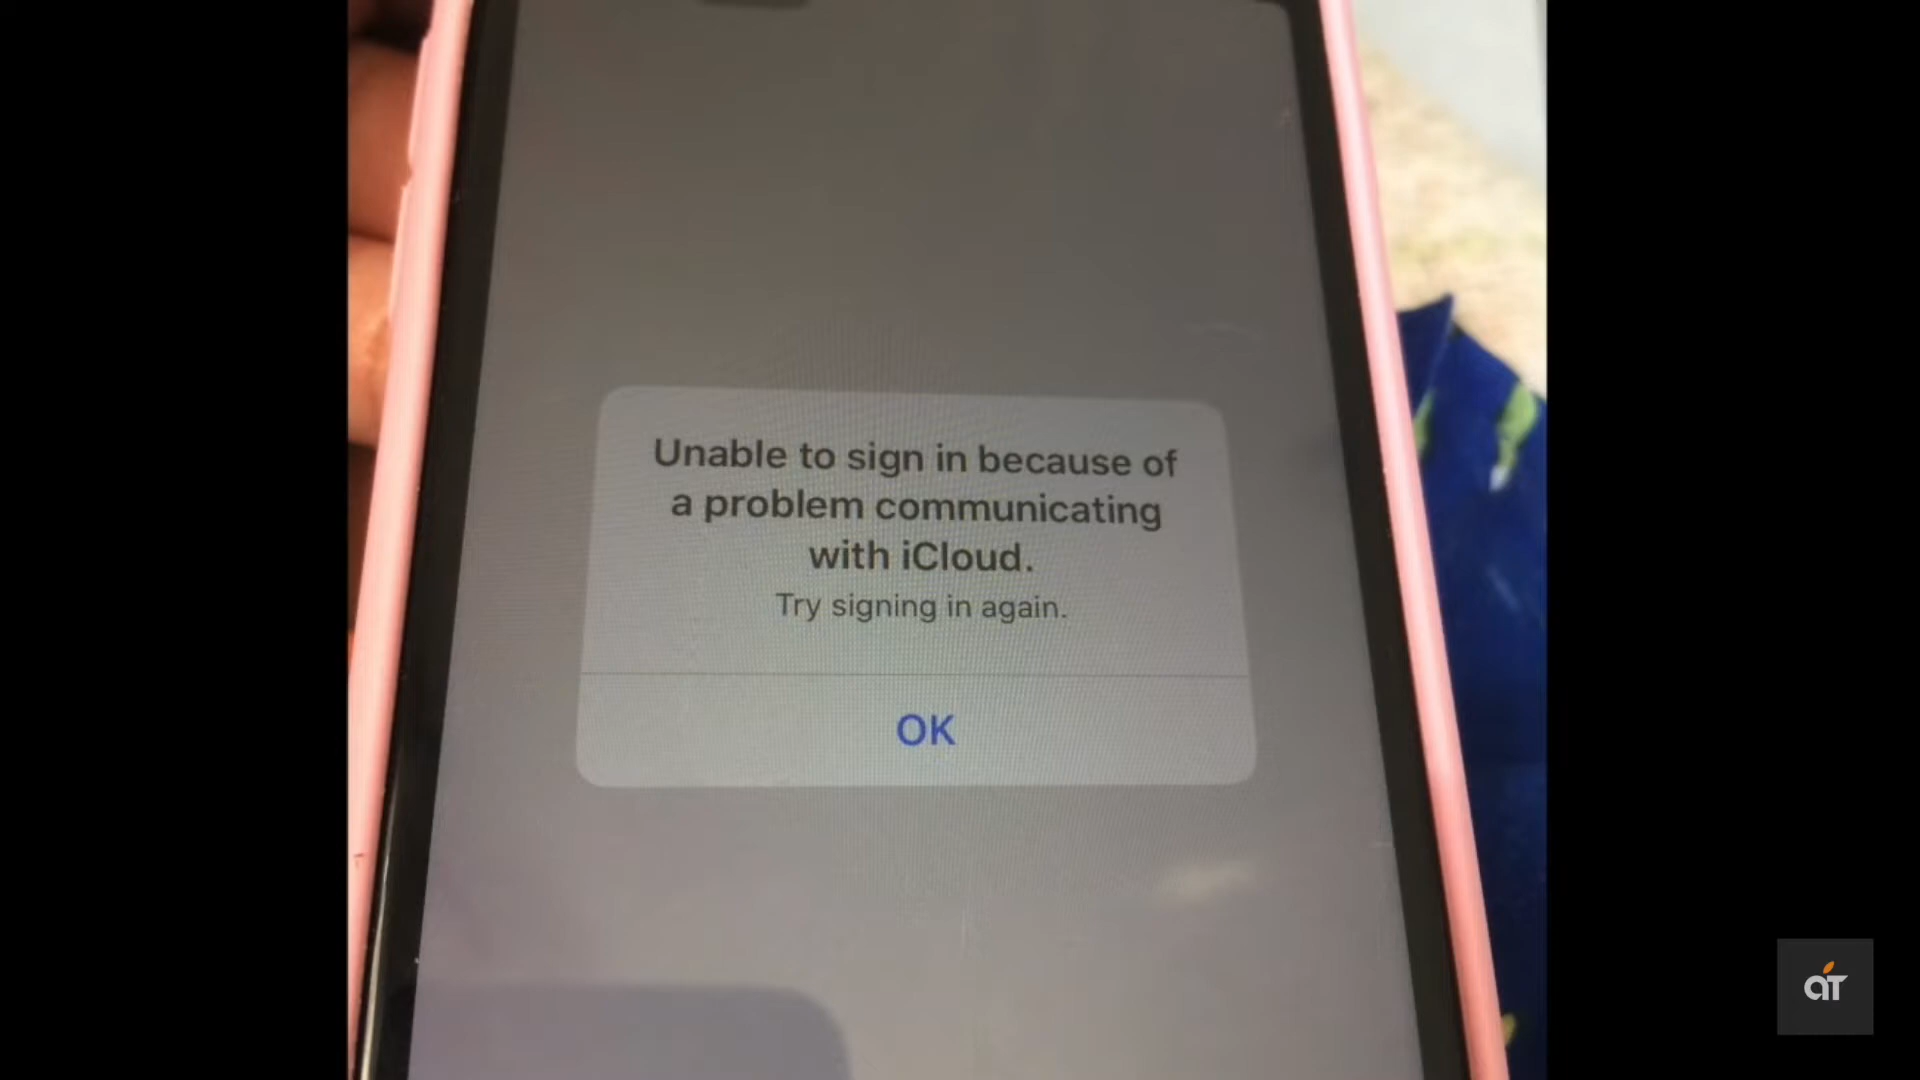 Unable to sign in because of
a problem communicating
with iCloud.
Try signing in again.
OK
aT